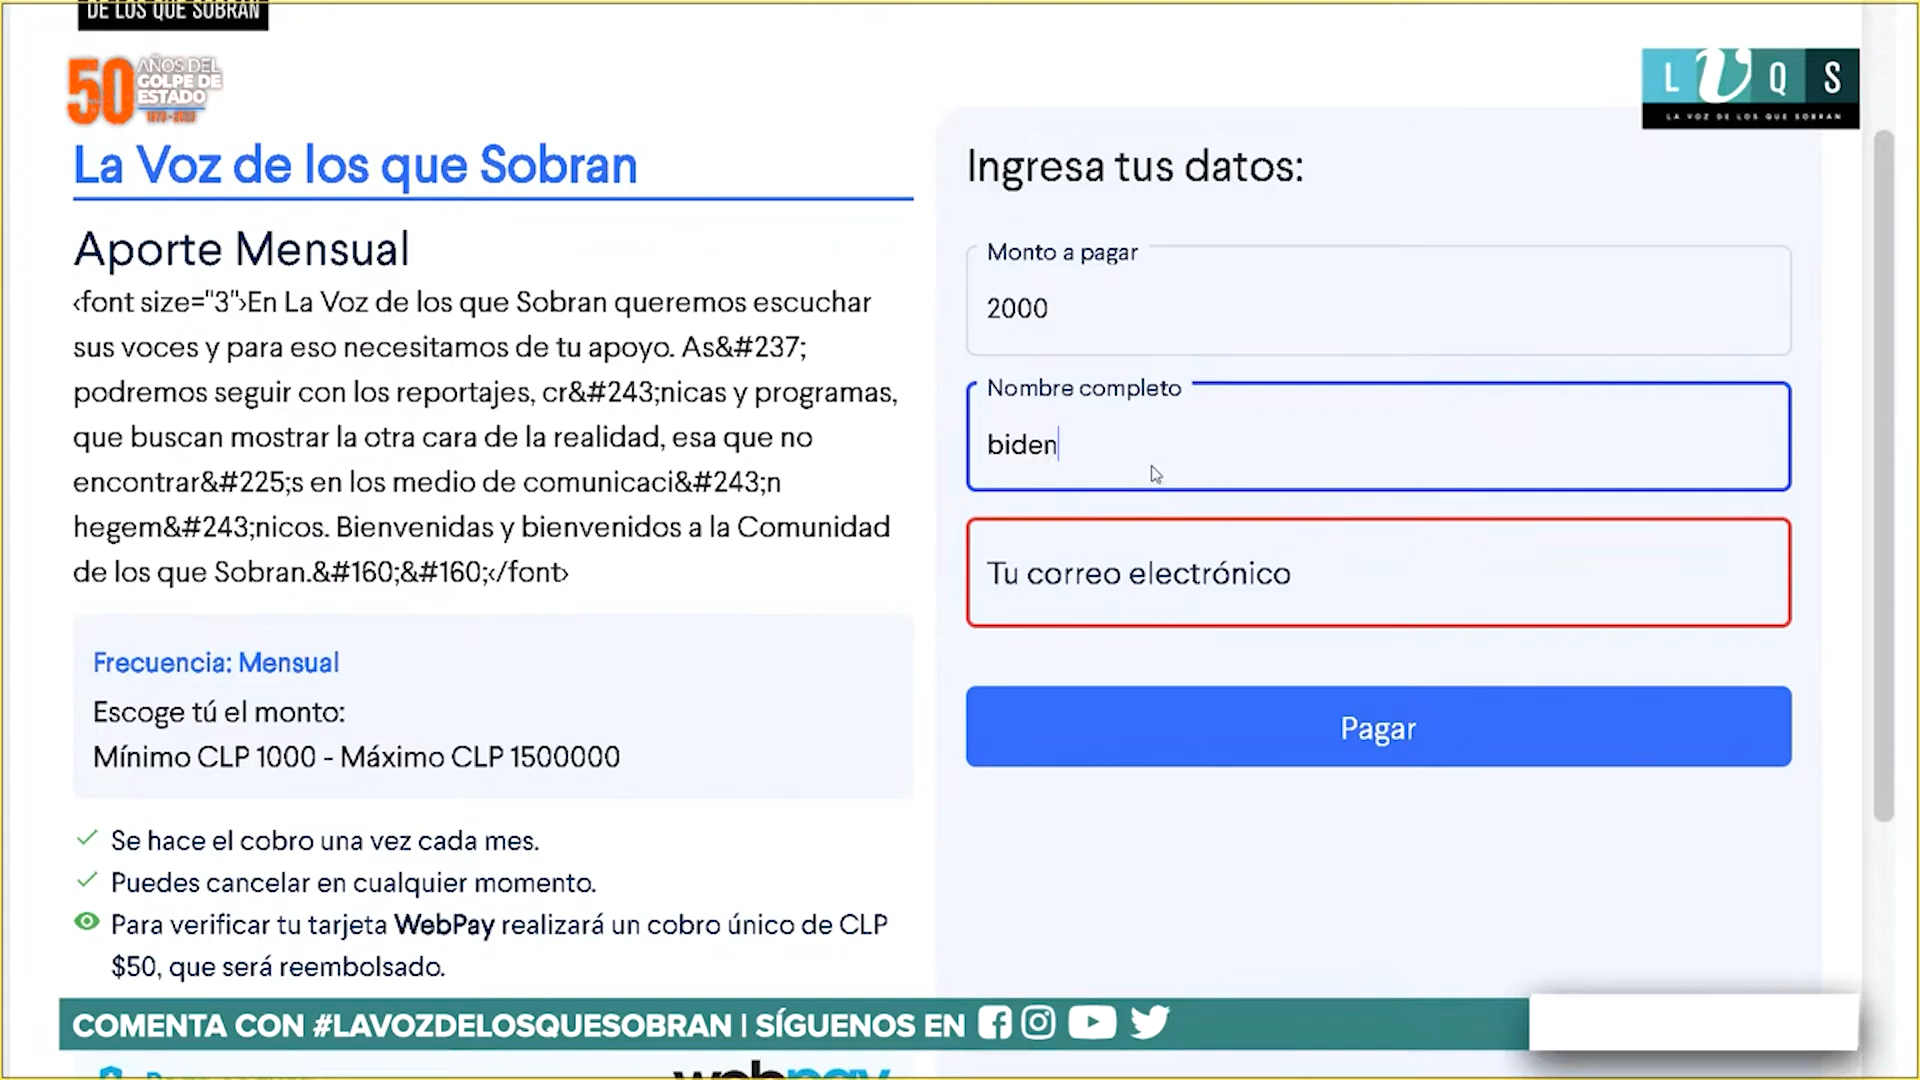 DE LOS QUE SOBRAN
50 AÑOS DEL
GOLPE DE
ESTADO
1973-2023
L V Q S
LA VOZ DE LOS QUE SOBRAN
La Voz de los que Sobran
Aporte Mensual
<font size="3">En La Voz de los que Sobran queremos escuchar
sus voces y para eso necesitamos de tu apoyo. As&#237;
podremos seguir con los reportajes, cr&#243;nicas y programas,
que buscan mostrar la otra cara de la realidad, esa que no
encontrar&#225;s en los medio de comunicaci&#243;n
hegem&#243;nicos. Bienvenidas y bienvenidos a la Comunidad
de los que Sobran.&#160;&#160;</font>
Frecuencia: Mensual
Escoge tú el monto:
Mínimo CLP 1000 - Máximo CLP 1500000
Se hace el cobro una vez cada mes.
Puedes cancelar en cualquier momento.
Para verificar tu tarjeta WebPay realizará un cobro único de CLP
$50, que será reembolsado.
Ingresa tus datos:
Monto a pagar
2000
Nombre completo
biden
Tu correo electrónico
Pagar
COMENTA CON #LAVOZDELOSQUESOBRAN | SÍGUENOS EN
webpay